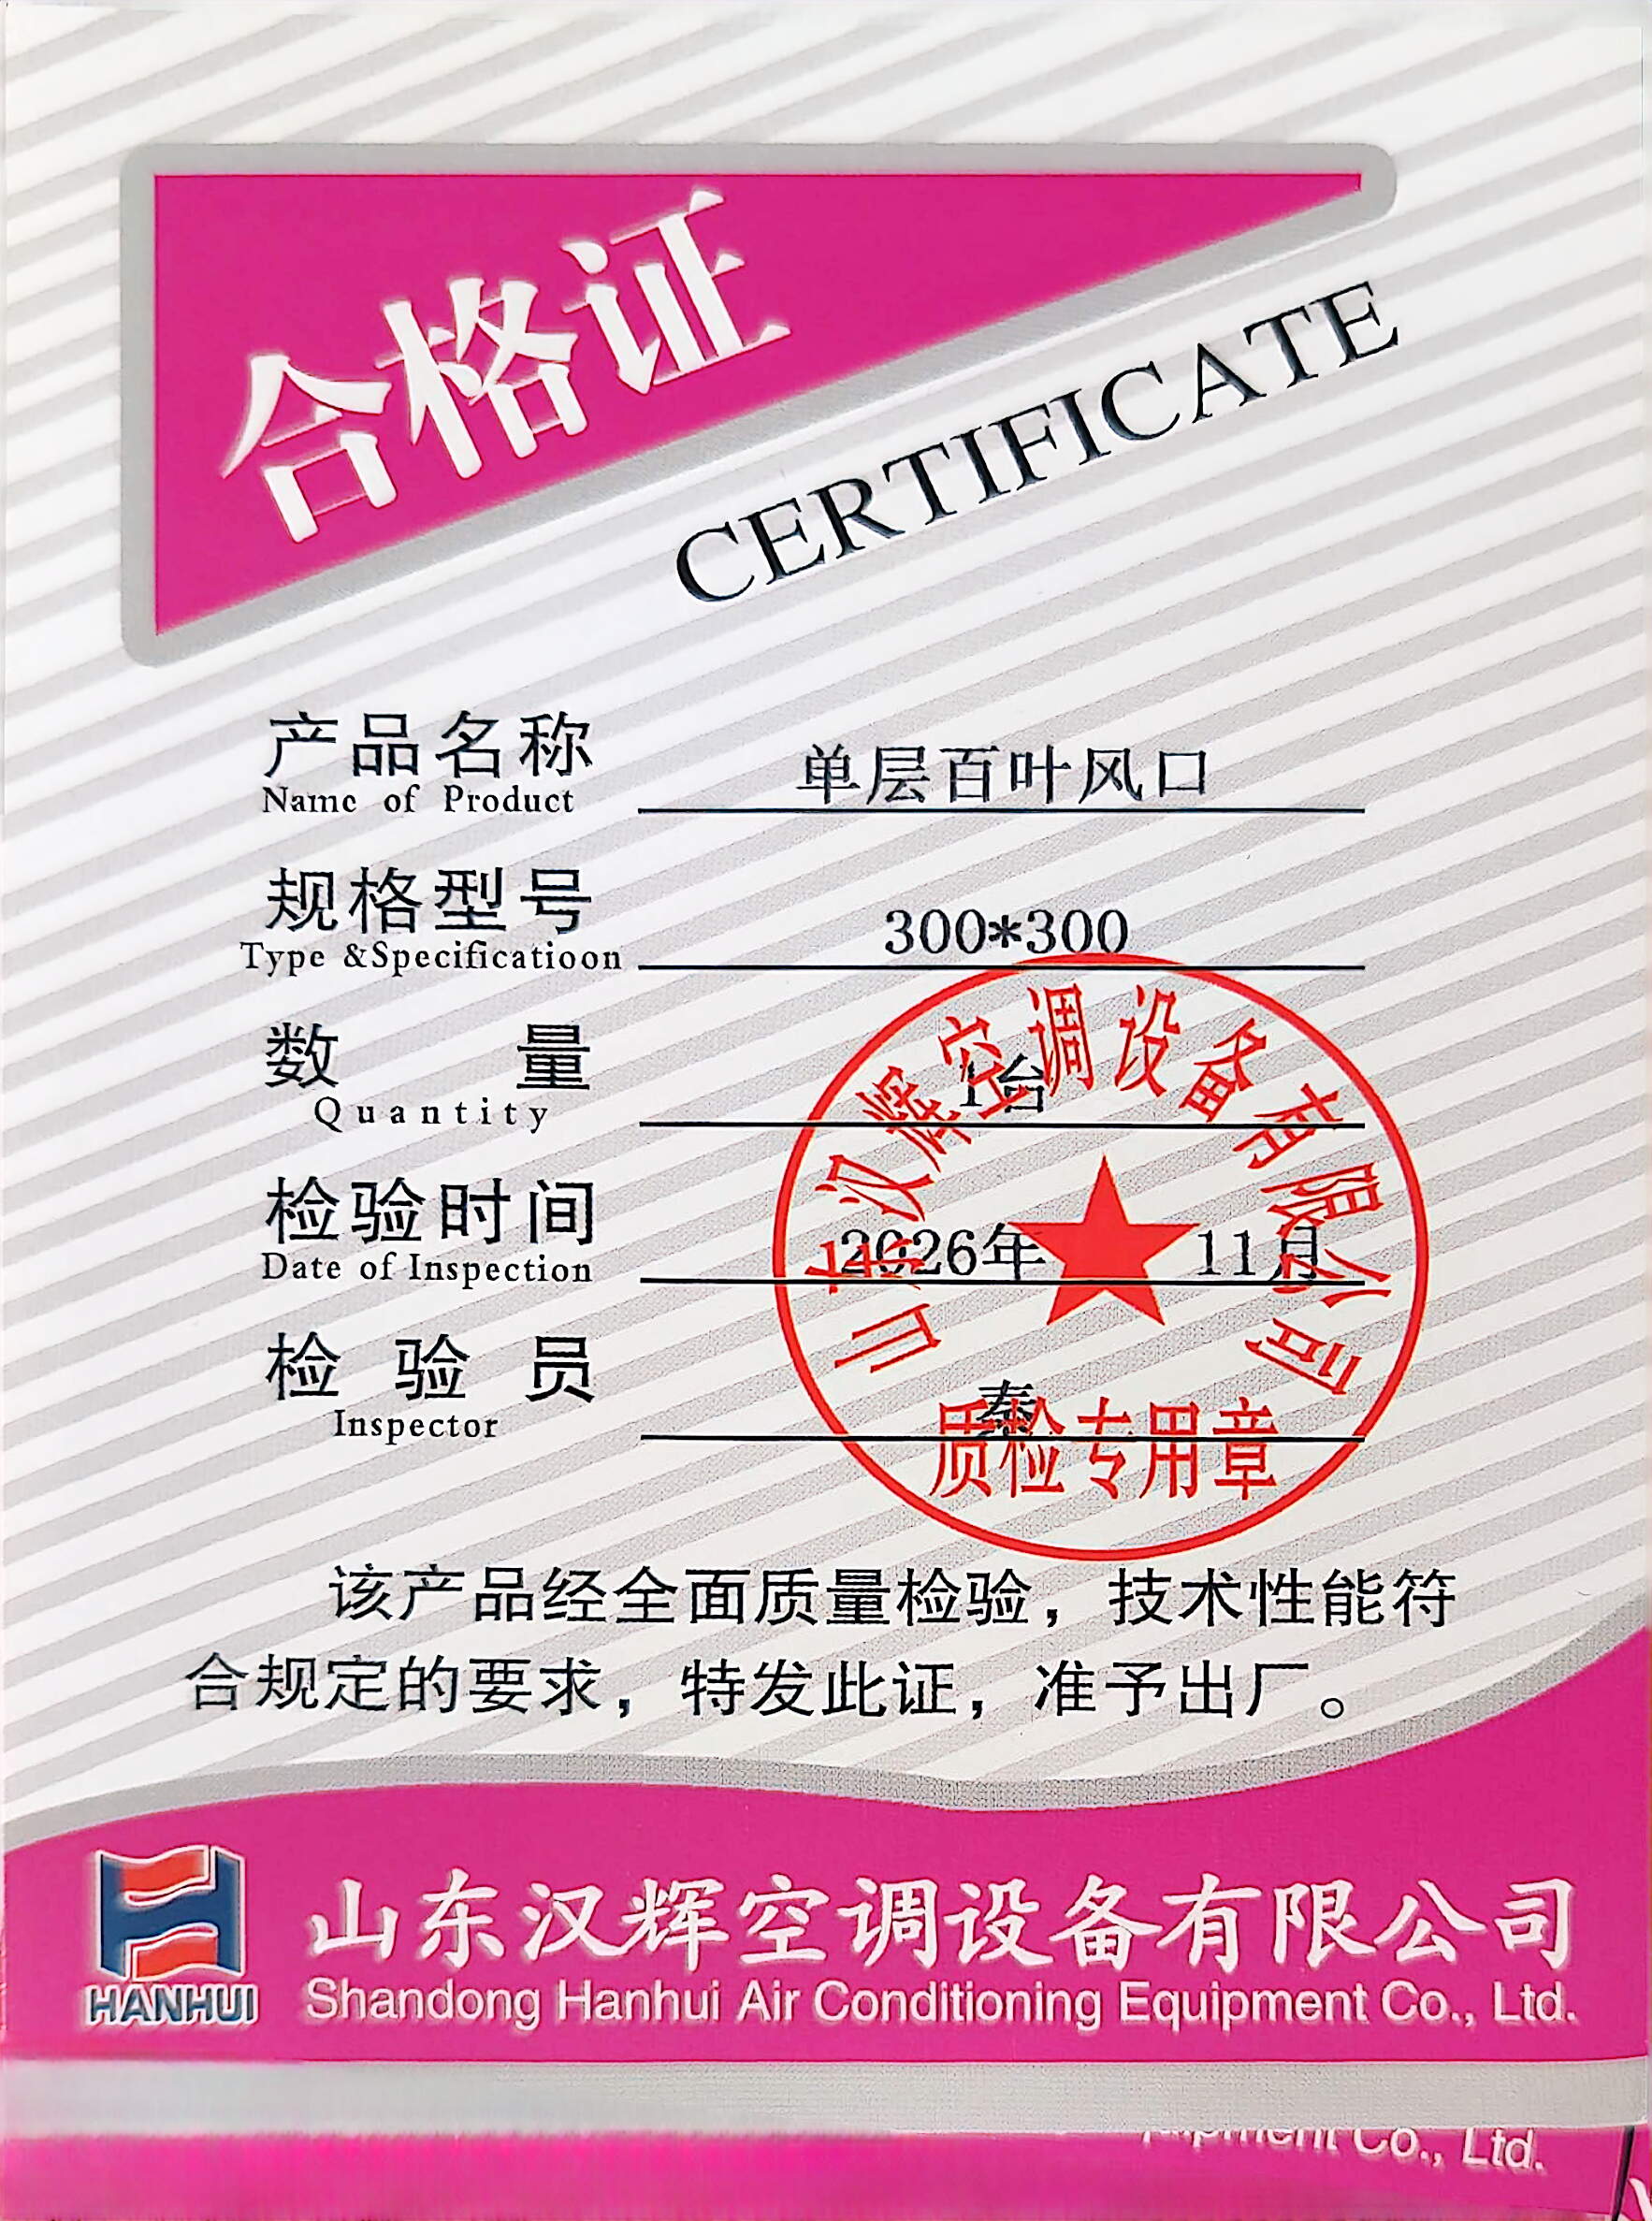 合格证
CERTIFICATE
产品名称 单层百叶风口
Name of Product
规格型号 300*300
Type &Specificatioon
数量 1台
Quantity
检验时间 2026年 11月
Date of Inspection
检验员 秦
Inspector
山东汉辉空调设备有限公司
质检专用章
该产品经全面质量检验，技术性能符
合规定的要求，特发此证，准予出厂。
HANHUI
山东汉辉空调设备有限公司
Shandong Hanhui Air Conditioning Equipment Co., Ltd.
Co., Ltd.